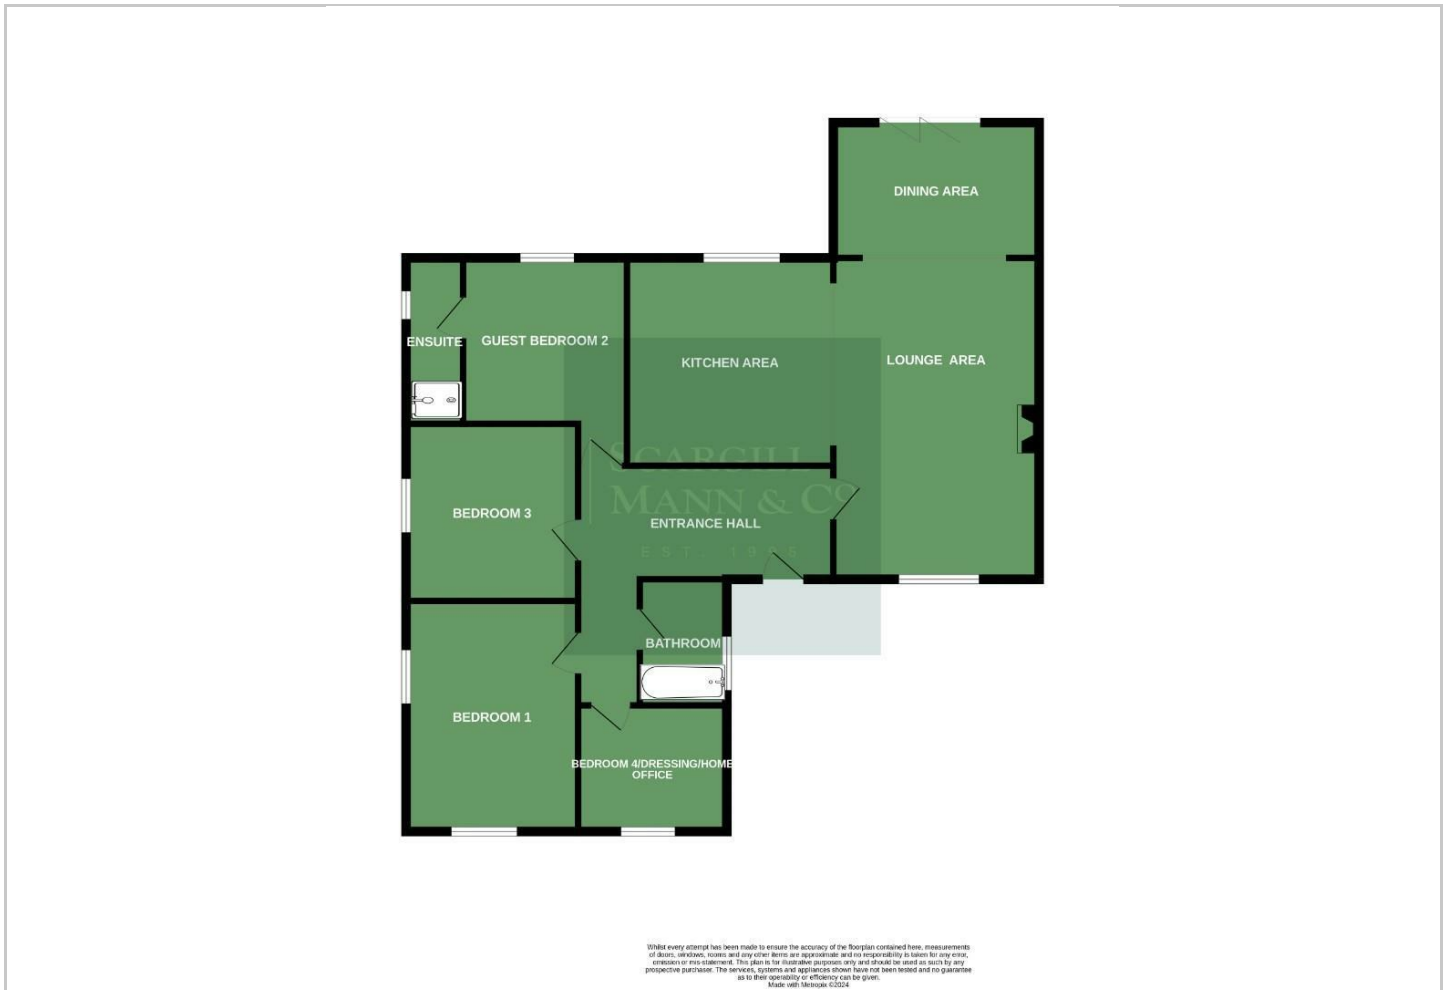 DINING AREA
ENSUITE
GUEST BEDROOM 2
KITCHEN AREA
LOUNGE AREA
SCARGILL
MANN & CO
EST. 1995
BEDROOM 3
ENTRANCE HALL
BATHROOM
BEDROOM 1
BEDROOM 4/DRESSING/HOME
OFFICE
Whilst every attempt has been made to ensure the accuracy of the floorplan contained here, measurements
of doors, windows, rooms and any other items are approximate and no responsibility is taken for any error,
omission or mis-statement. This plan is for illustrative purposes only and should be used as such by any
prospective purchaser. The services, systems and appliances shown have not been tested and no guarantee
as to their operability or efficiency can be given.
Made with Metropix ©2024